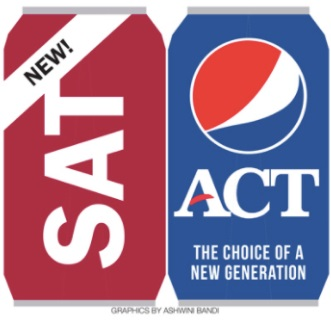 NEW!
SAT
ACT
THE CHOICE OF A
NEW GENERATION
GRAPHICS BY ASHWINI BANDI